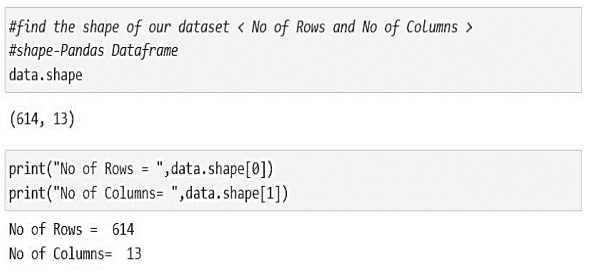 #find the shape of our dataset < No of Rows and No of Columns >
#shape-Pandas Dataframe
data.shape
(614, 13)
print("No of Rows = ",data.shape[0])
print("No of Columns= ",data.shape[1])
No of Rows =  614
No of Columns=  13